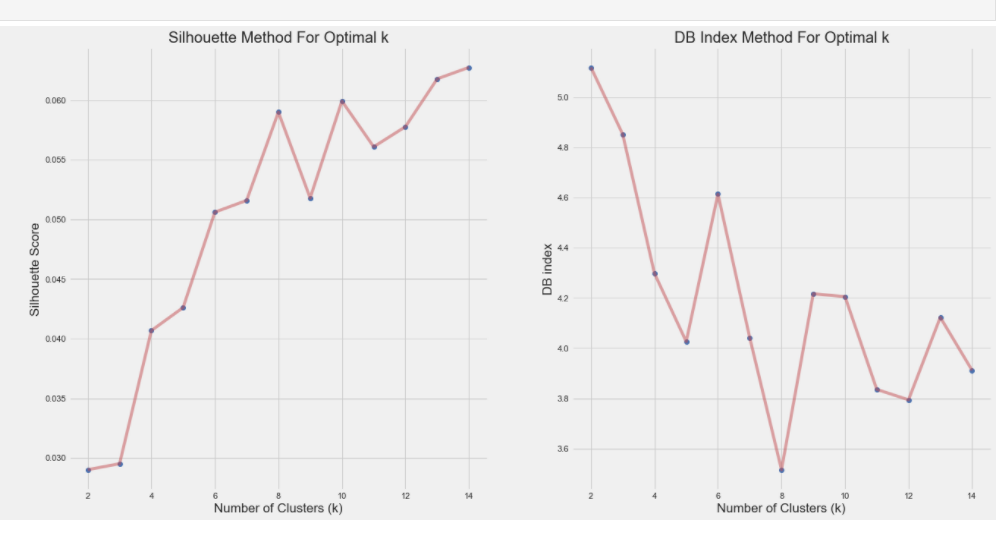 Silhouette Method For Optimal k
0.060
0.055
0.050
0.045
0.040
0.035
0.030
Silhouette Score
2 4 6 8 10 12 14
Number of Clusters (k)
DB Index Method For Optimal k
5.0
4.8
4.6
4.4
4.2
4.0
3.8
3.6
DB index
2 4 6 8 10 12 14
Number of Clusters (k)